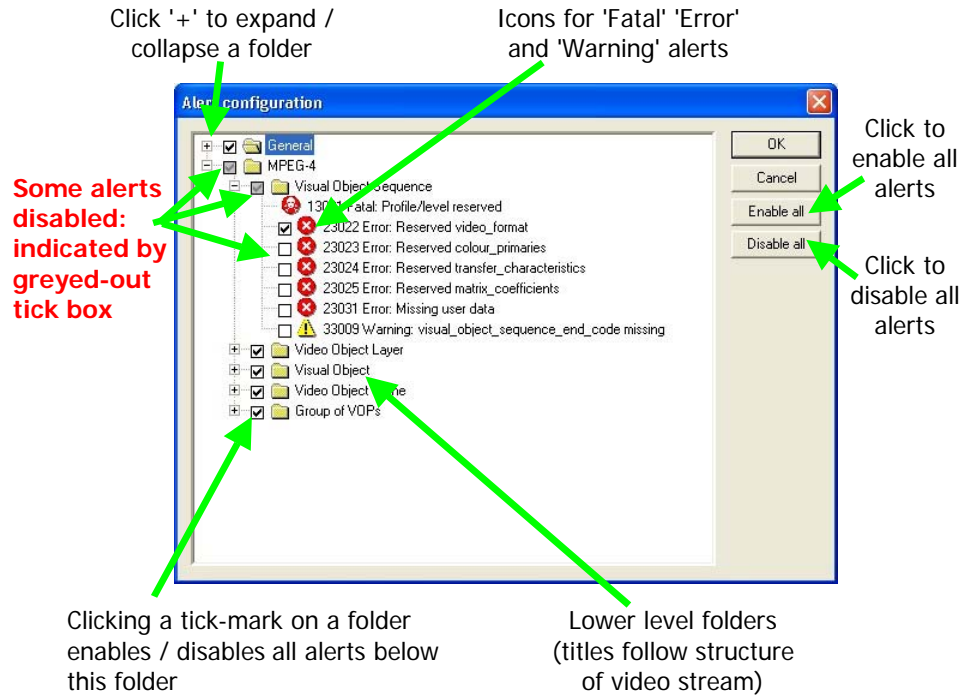 Click '+' to expand /
collapse a folder
Icons for 'Fatal' 'Error'
and 'Warning' alerts
Alert configuration
General
MPEG-4
Visual Object Sequence
Fatal: Profile/level reserved
23022 Error: Reserved video_format
23023 Error: Reserved colour_primaries
23024 Error: Reserved transfer_characteristics
23025 Error: Reserved matrix_coefficients
23031 Error: Missing user data
33009 Warning: visual_object_sequence_end_code missing
Video Object Layer
Visual Object
Video Object
Group of VOPs
OK
Cancel
Enable all
Disable all
Some alerts
disabled:
indicated by
greyed-out
tick box
Click to
enable all
alerts
Click to
disable all
alerts
Clicking a tick-mark on a folder
enables / disables all alerts below
this folder
Lower level folders
(titles follow structure
of video stream)